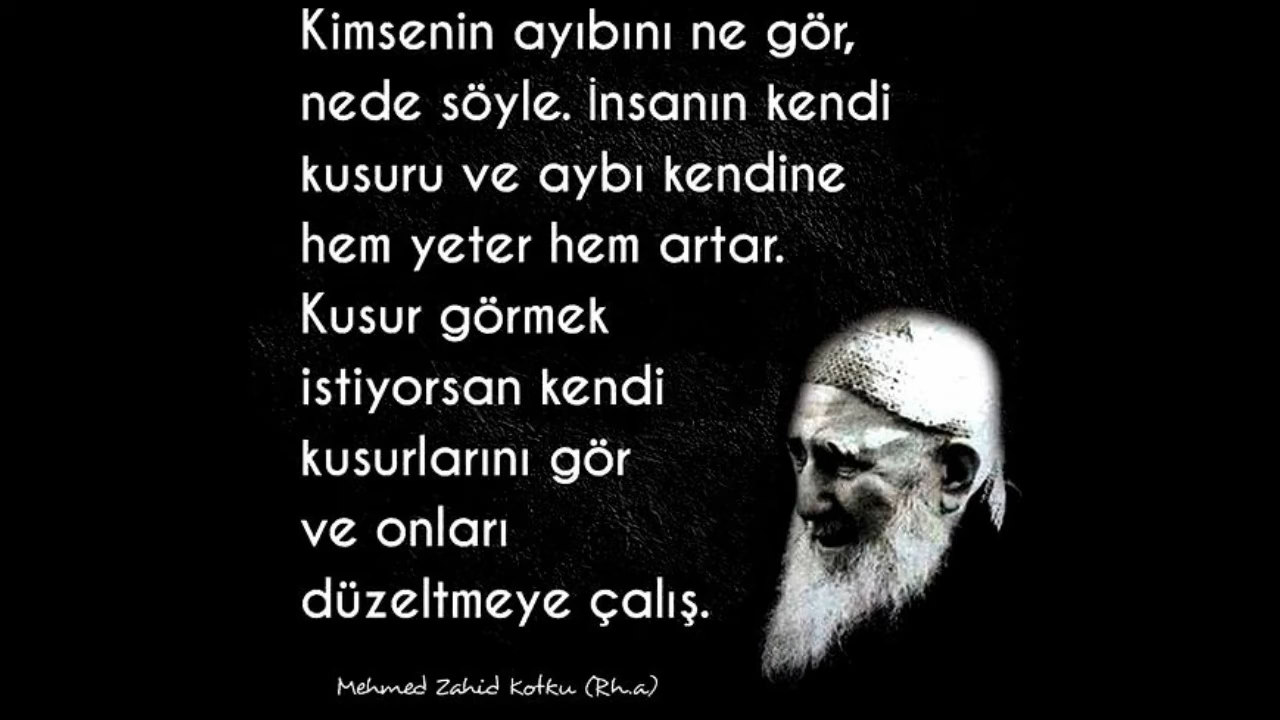 Kimsenin ayıbını ne gör,
nede söyle. İnsanın kendi
kusuru ve aybı kendine
hem yeter hem artar.
Kusur görmek
istiyorsan kendi
kusurlarını gör
ve onları
düzeltmeye çalış.
Mehmed Zahid Kotku (Rh.a)